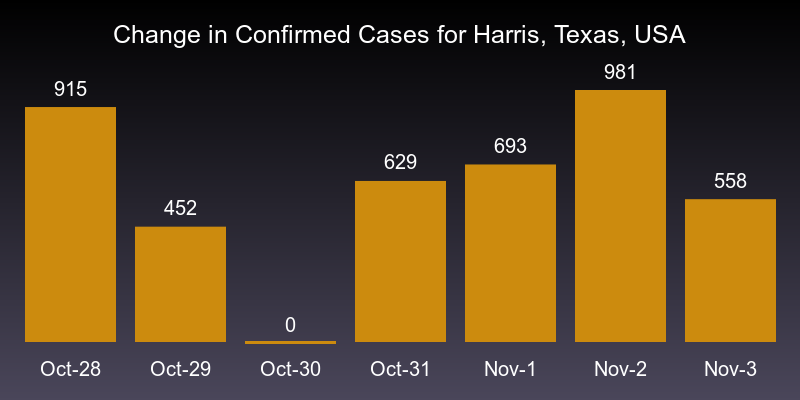 Change in Confirmed Cases for Harris, Texas, USA
915
452
0
629
693
981
558
Oct-28
Oct-29
Oct-30
Oct-31
Nov-1
Nov-2
Nov-3